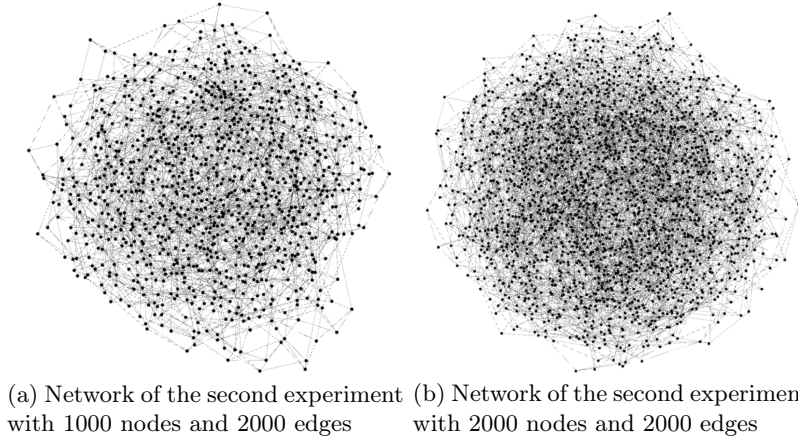 (a) Network of the second experiment
with 1000 nodes and 2000 edges
(b) Network of the second experimen
with 2000 nodes and 2000 edges